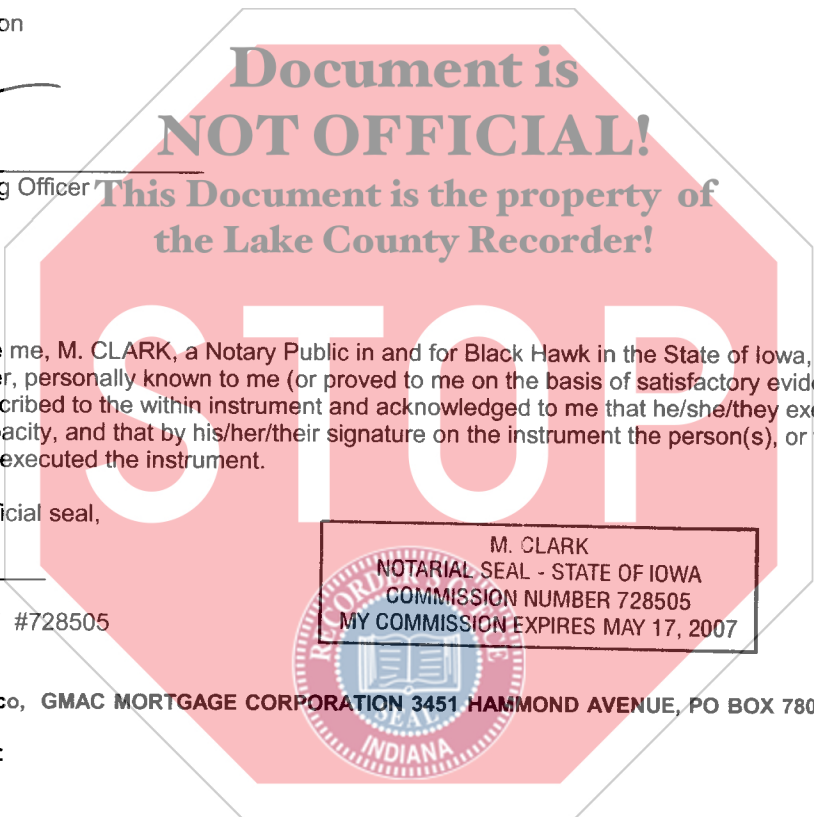 on
Document is
NOT OFFICIAL!
g Officer
This Document is the property of
the Lake County Recorder!
STOP
e me, M. CLARK, a Notary Public in and for Black Hawk in the State of Iowa,
er, personally known to me (or proved to me on the basis of satisfactory evid
cribed to the within instrument and acknowledged to me that he/she/they ex
pacity, and that by his/her/their signature on the instrument the person(s), or
executed the instrument.
icial seal,
M. CLARK
NOTARIAL SEAL - STATE OF IOWA
COMMISSION NUMBER 728505
MY COMMISSION EXPIRES MAY 17, 2007
#728505
RECORDER'S OFFICE
SEAL
INDIANA
co, GMAC MORTGAGE CORPORATION 3451 HAMMOND AVENUE, PO BOX 780
: